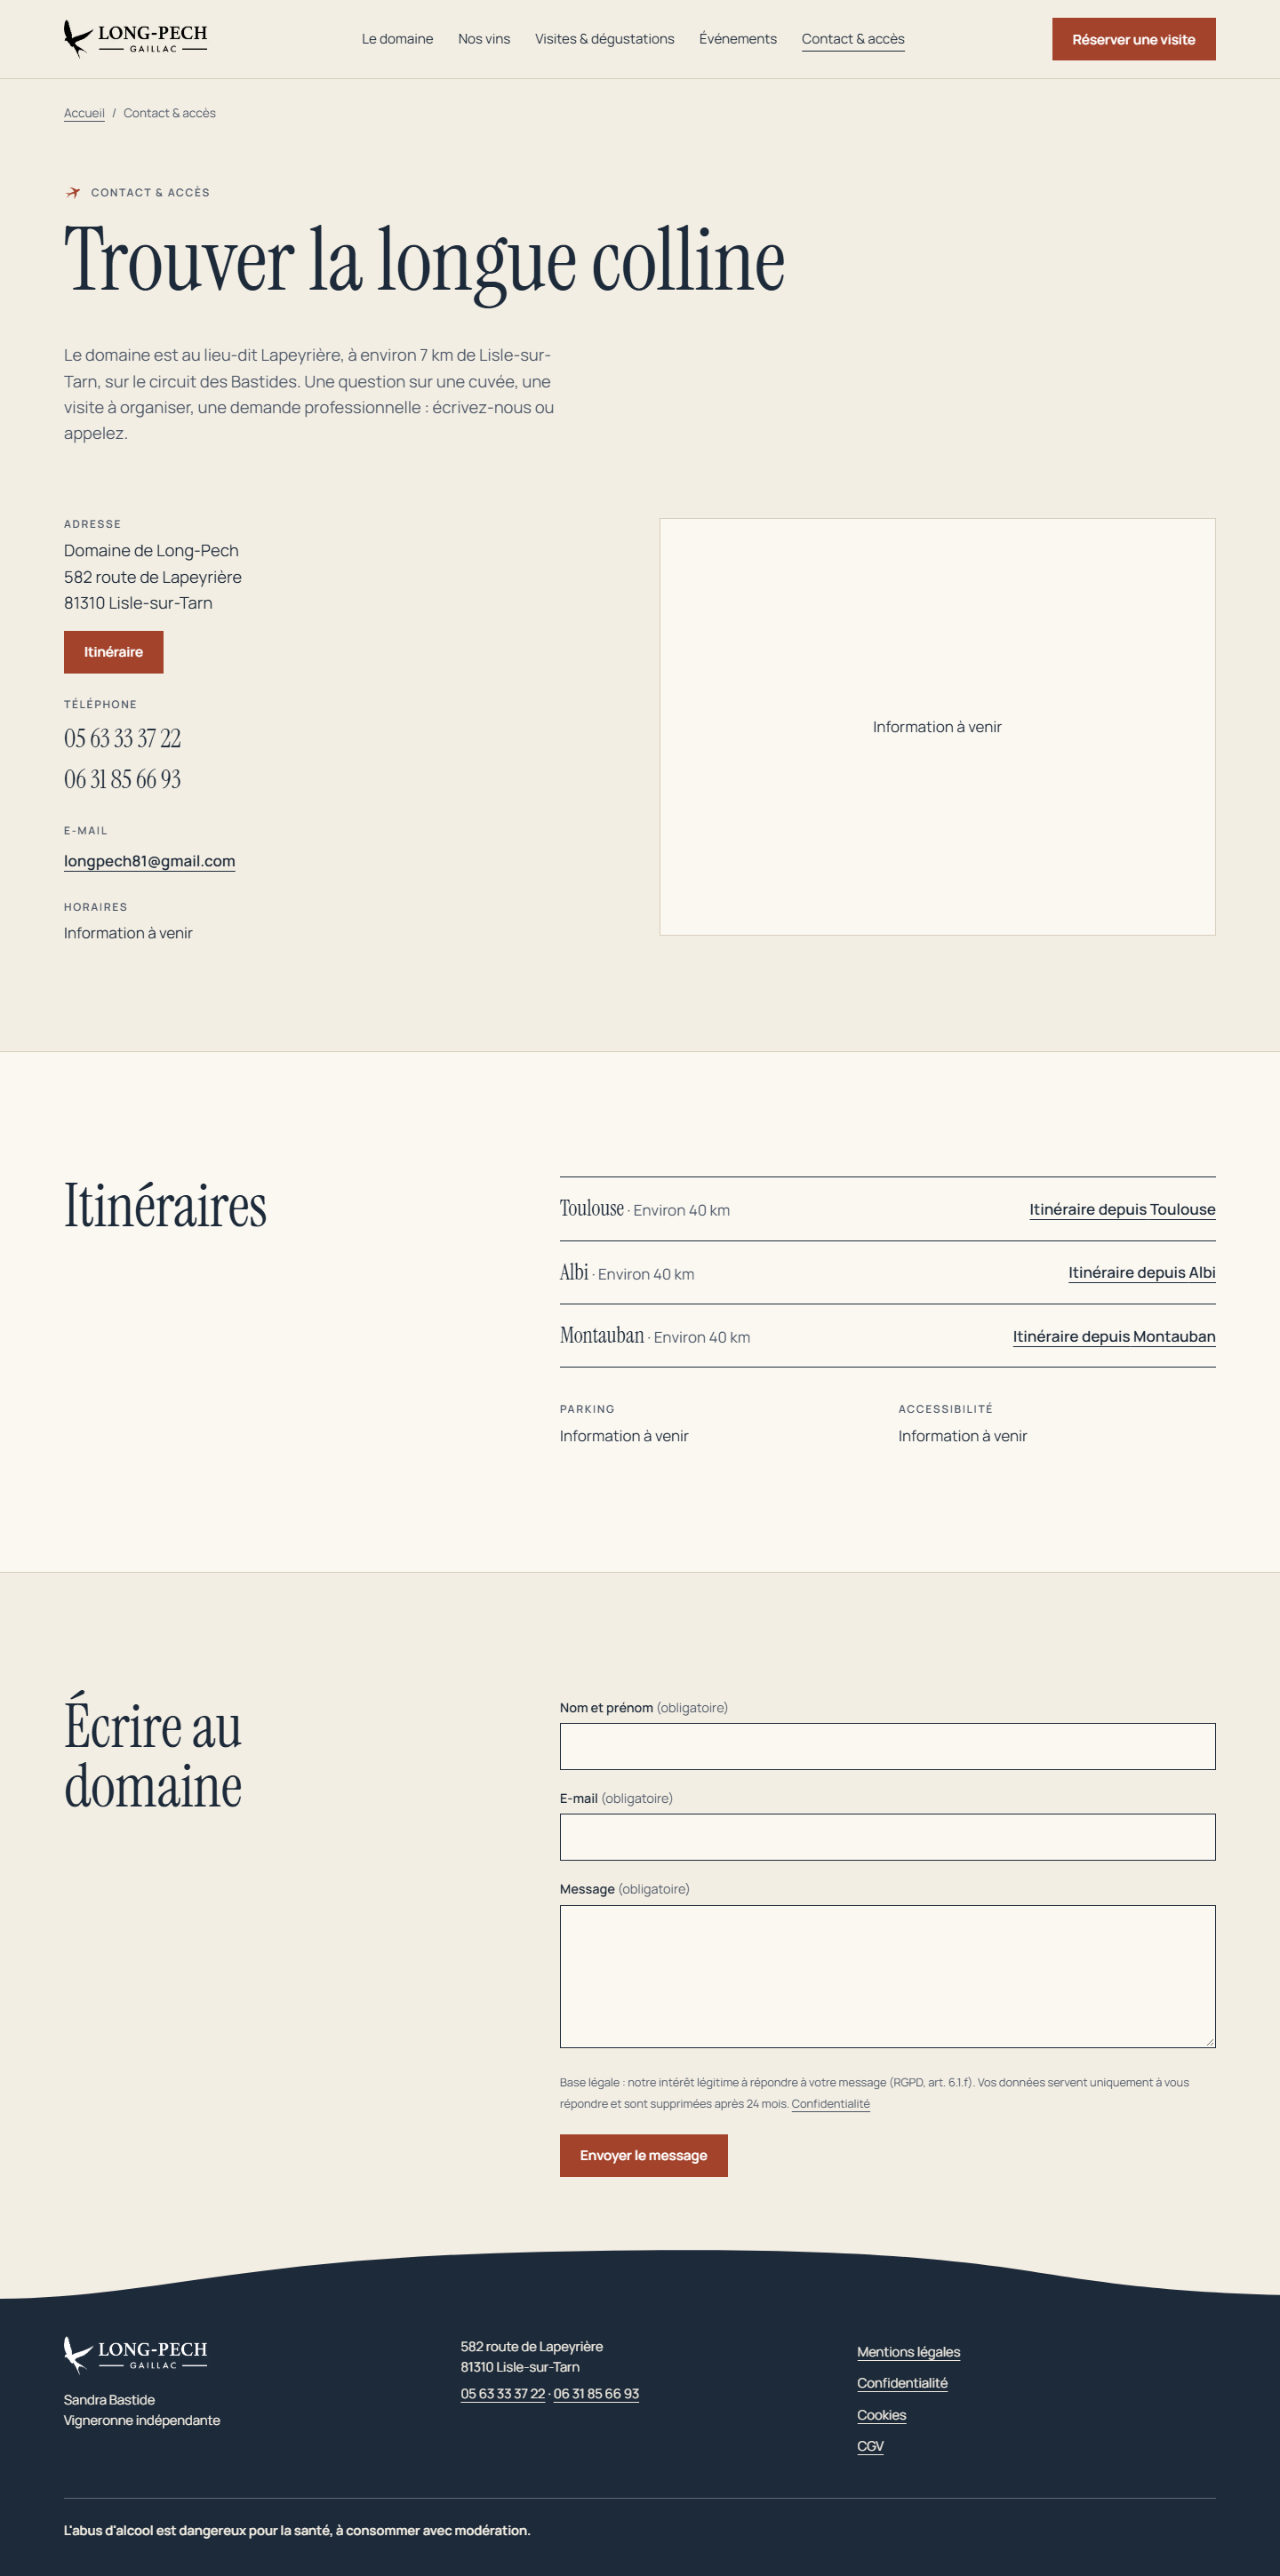 LONG-PECH
GAILLAC
Le domaine
Nos vins
Visites & dégustations
Événements
Contact & accès
Réserver une visite
Accueil / Contact & accès
CONTACT & ACCÈS
Trouver la longue colline
Le domaine est au lieu-dit Lapeyrière, à environ 7 km de Lisle-sur-
Tarn, sur le circuit des Bastides. Une question sur une cuvée, une
visite à organiser, une demande professionnelle : écrivez-nous ou
appelez.
ADRESSE
Domaine de Long-Pech
582 route de Lapeyrière
81310 Lisle-sur-Tarn
Itinéraire
TÉLÉPHONE
05 63 33 37 22
06 31 85 66 93
E-MAIL
longpech81@gmail.com
HORAIRES
Information à venir
Information à venir
Itinéraires
Toulouse · Environ 40 km
Itinéraire depuis Toulouse
Albi · Environ 40 km
Itinéraire depuis Albi
Montauban · Environ 40 km
Itinéraire depuis Montauban
PARKING
Information à venir
ACCESSIBILITÉ
Information à venir
Écrire au
domaine
Nom et prénom (obligatoire)
E-mail (obligatoire)
Message (obligatoire)
Base légale : notre intérêt légitime à répondre à votre message (RGPD, art. 6.1.f). Vos données servent uniquement à vous
répondre et sont supprimées après 24 mois. Confidentialité
Envoyer le message
LONG-PECH
GAILLAC
Sandra Bastide
Vigneronne indépendante
582 route de Lapeyrière
81310 Lisle-sur-Tarn
05 63 33 37 22 · 06 31 85 66 93
Mentions légales
Confidentialité
Cookies
CGV
L'abus d'alcool est dangereux pour la santé, à consommer avec modération.